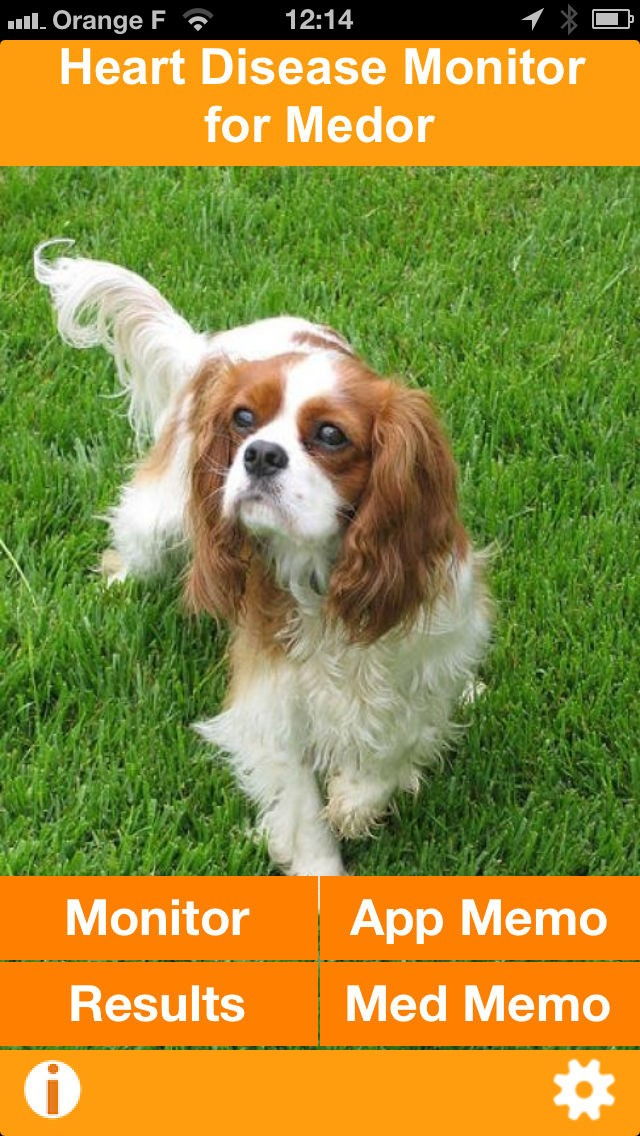 Orange F 12:14
Heart Disease Monitor
for Medor
Monitor
App Memo
Results
Med Memo
i